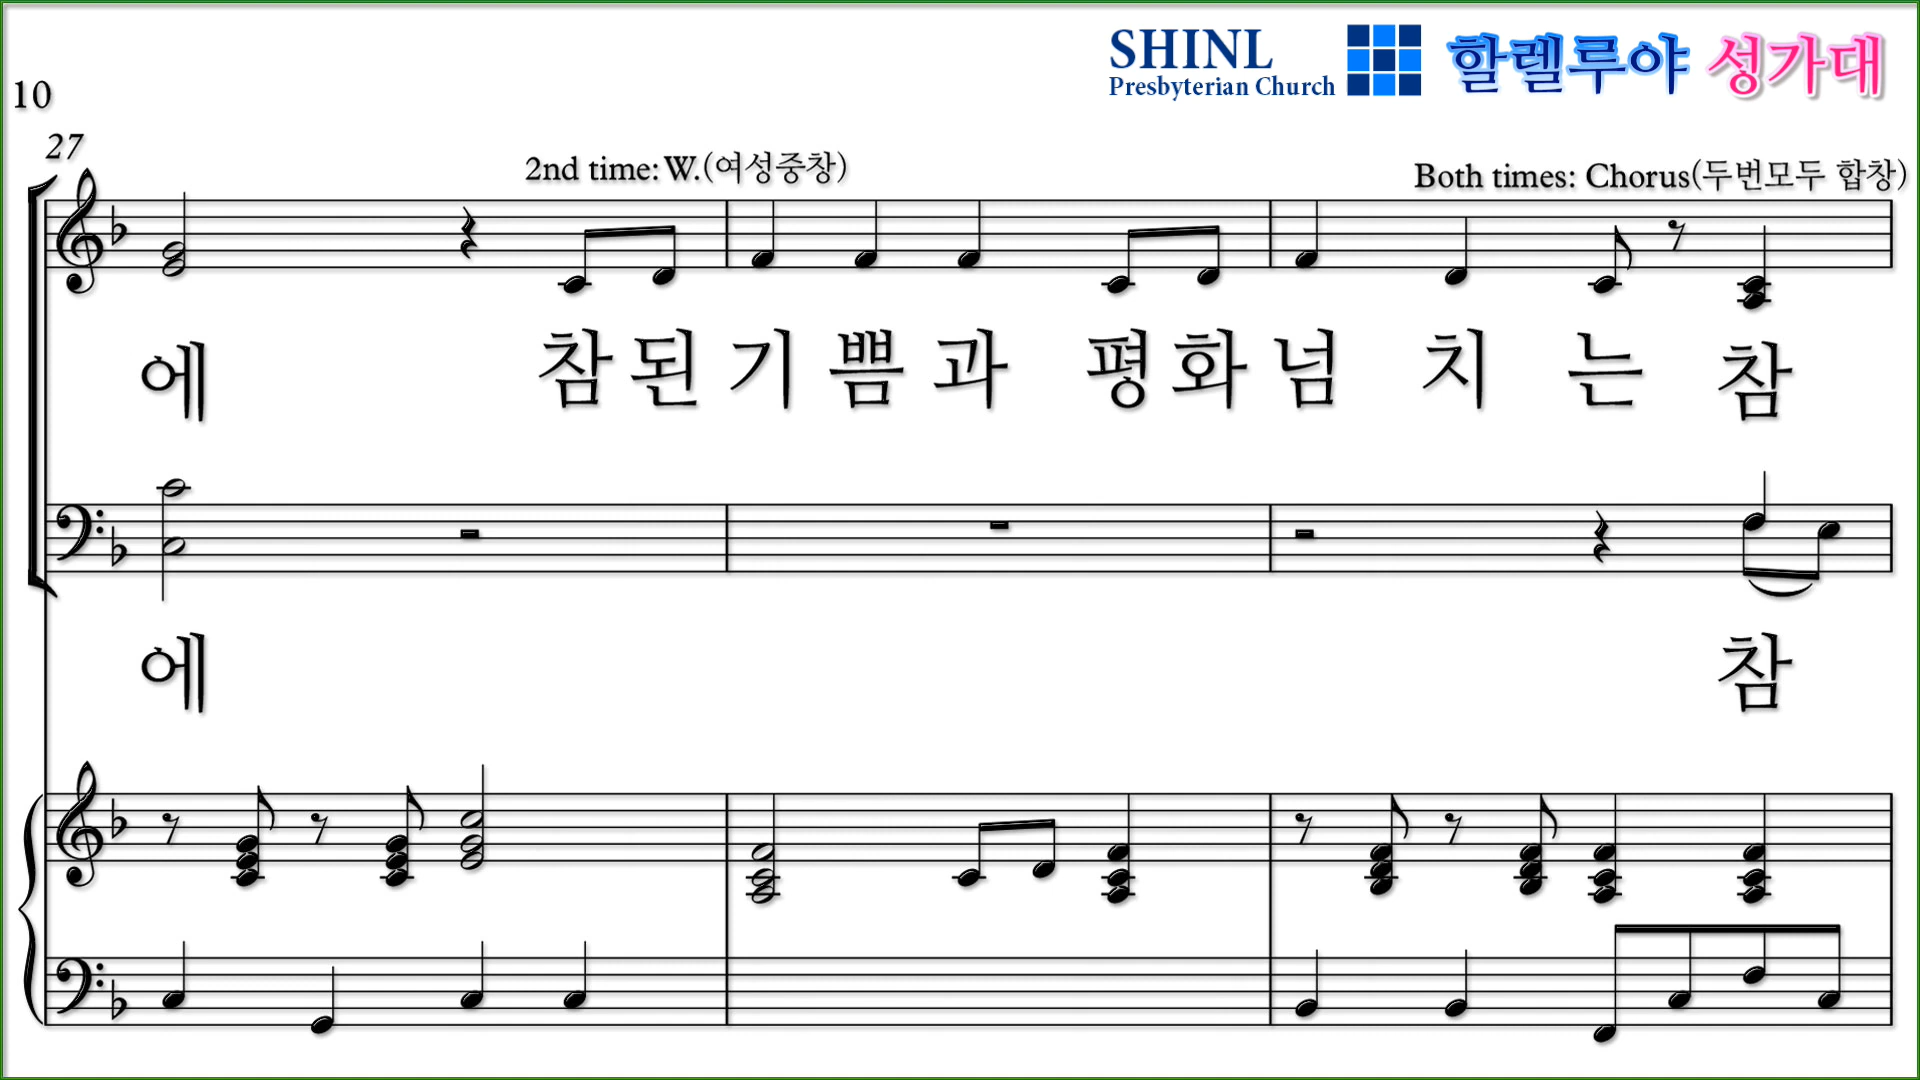 SHINL
Presbyterian Church
할렐루야 성가대
10
27
2nd time: W.(여성중창)
Both times: Chorus(두번모두 합창)
에 참 된 기 쁨 과 평 화 넘 치 는 참
에 참